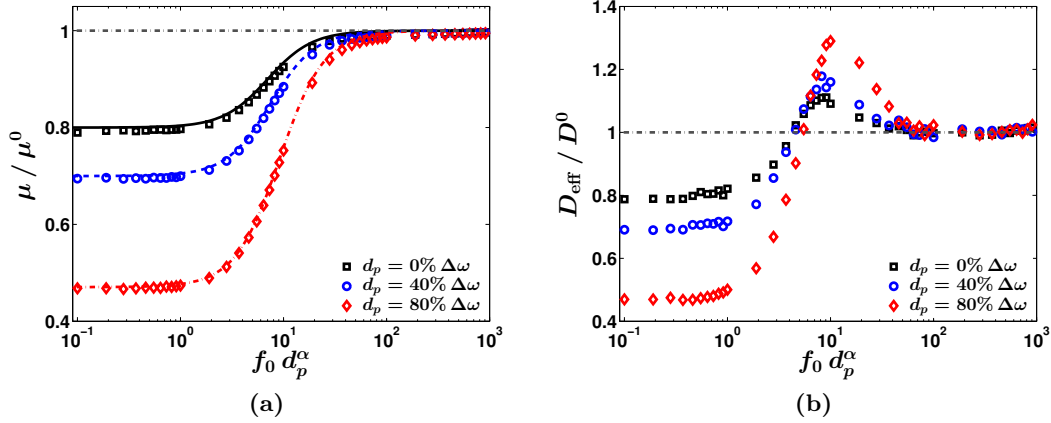 1
0.8
0.6
0.4
μ / μ⁰
10⁻¹ 10⁰ 10¹ 10² 10³
f₀ d_p^α
d_p = 0% Δω
d_p = 40% Δω
d_p = 80% Δω
(a)
1.4
1.2
1
0.8
0.6
0.4
D_eff / D⁰
10⁻¹ 10⁰ 10¹ 10² 10³
f₀ d_p^α
d_p = 0% Δω
d_p = 40% Δω
d_p = 80% Δω
(b)